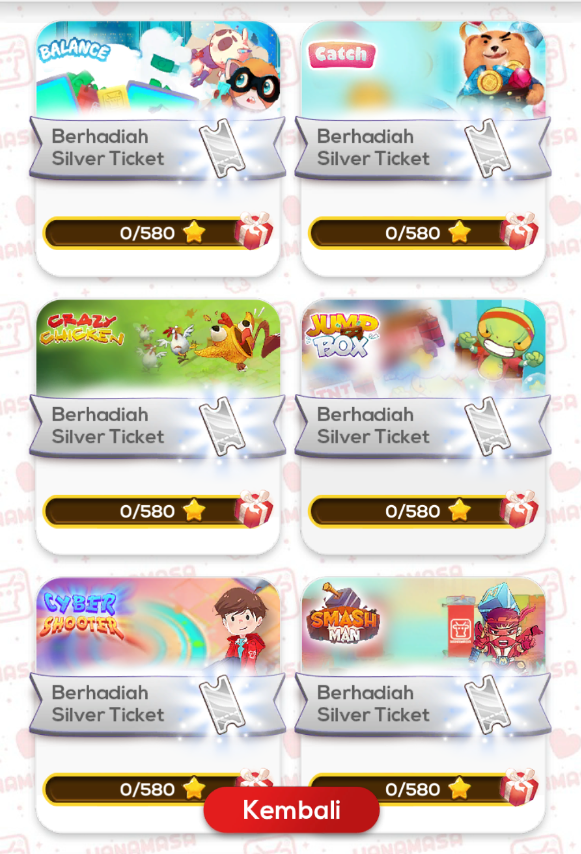 BALANCE
Catch
Berhadiah
Silver Ticket
Berhadiah
Silver Ticket
0/580
0/580
CRAZY
CHICKEN
JUMP
BOX
Berhadiah
Silver Ticket
Berhadiah
Silver Ticket
0/580
0/580
CYBER
SHOOTER
SMASH
MAN
Berhadiah
Silver Ticket
Berhadiah
Silver Ticket
0/580
0/580
Kembali
HANAMASA